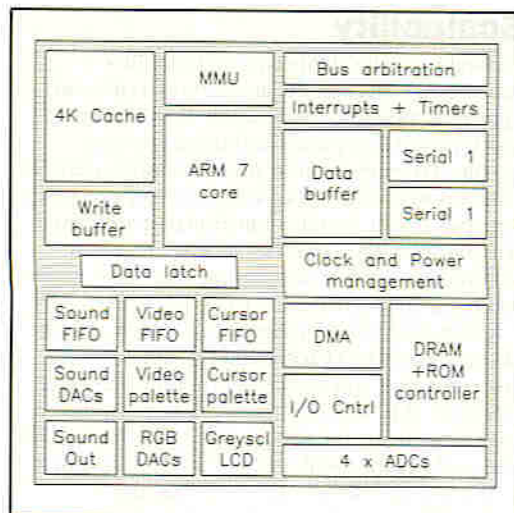 Scalability
MMU
Bus arbitration
4K Cache
Interrupts + Timers
ARM 7
core
Data
buffer
Serial 1
Serial 1
Write
buffer
Data latch
Clock and Power
management
Sound
FIFO
Video
FIFO
Cursor
FIFO
DMA
DRAM
+ROM
controller
Sound
DACs
Video
palette
Cursor
palette
I/O Cntrl
Sound
Out
RGB
DACs
Greyscl
LCD
4 x ADCs